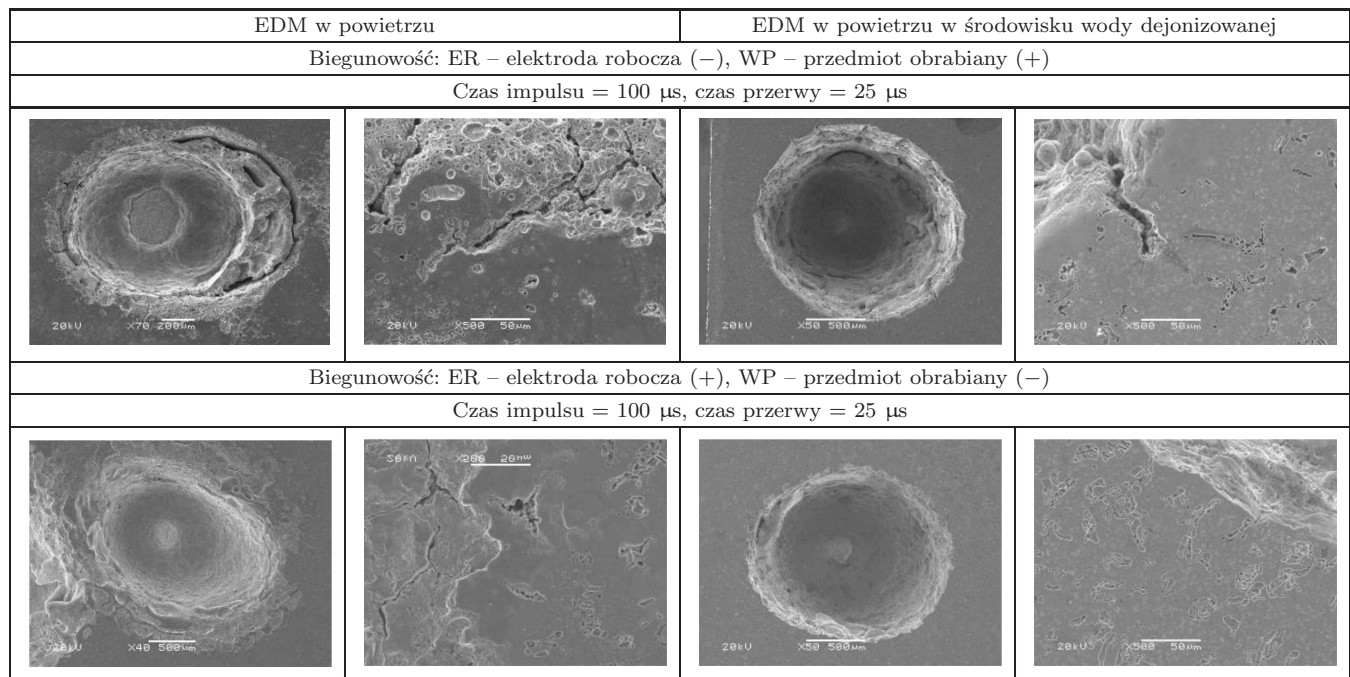 EDM w powietrzu
EDM w powietrzu w środowisku wody dejonizowanej
Biegunowość: ER – elektroda robocza (−), WP – przedmiot obrabiany (+)
Czas impulsu = 100 µs, czas przerwy = 25 µs
20kV X70 200µm
20kV X500 50µm
20kV X50 500µm
20kV X500 50µm
Biegunowość: ER – elektroda robocza (+), WP – przedmiot obrabiany (−)
Czas impulsu = 100 µs, czas przerwy = 25 µs
20kV X40 500µm
20kV X50 500µm
20kV X500 50µm